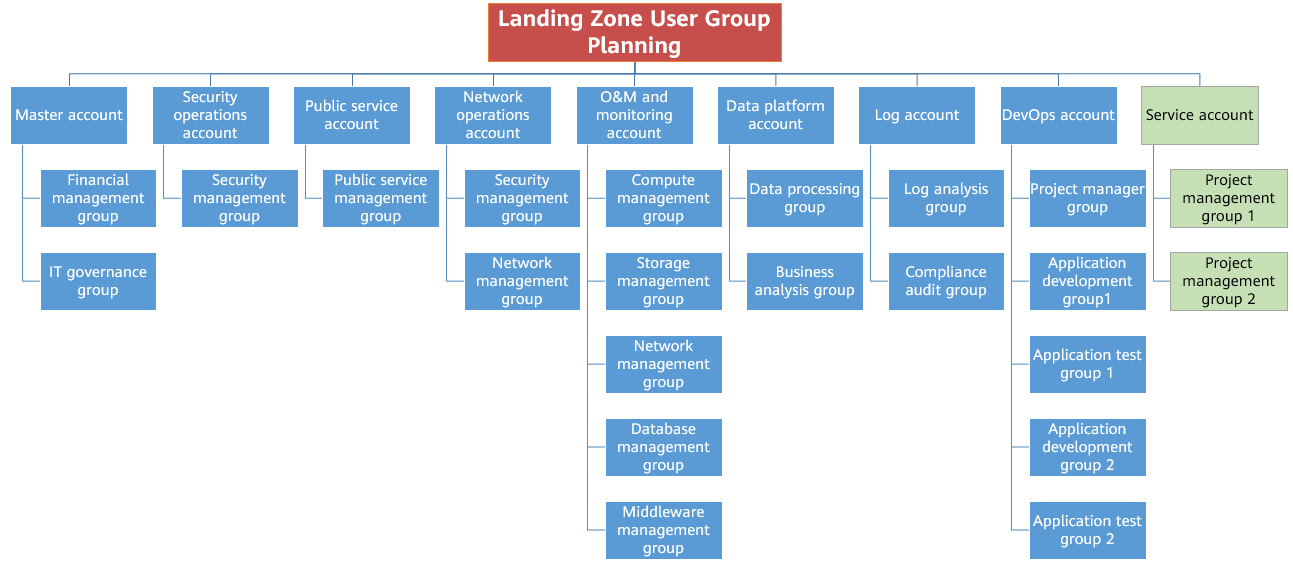 Landing Zone User Group
Planning
Master account
Security
operations
account
Public service
account
Network
operations
account
O&M and
monitoring
account
Data platform
account
Log account
DevOps account
Service account
Financial
management
group
IT governance
group
Security
management
group
Public service
management
group
Security
management
group
Network
management
group
Compute
management
group
Storage
management
group
Network
management
group
Database
management
group
Middleware
management
group
Data processing
group
Business
analysis group
Log analysis
group
Compliance
audit group
Project manager
group
Application
development
group1
Application test
group 1
Application
development
group 2
Application test
group 2
Project
management
group 1
Project
management
group 2